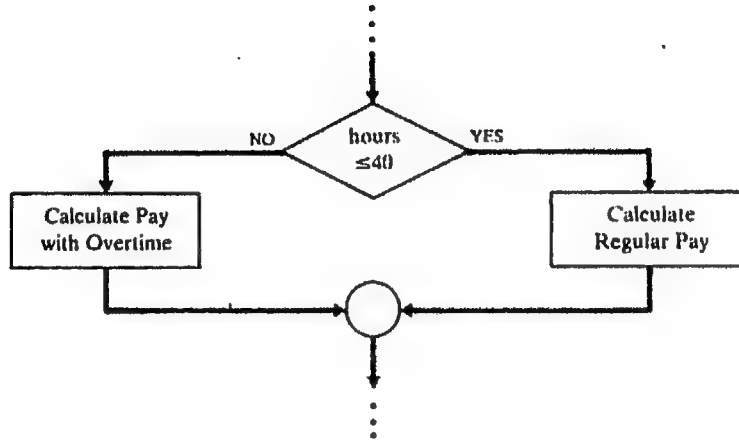 NO
hours
≤40
YES
Calculate Pay
with Overtime
Calculate
Regular Pay